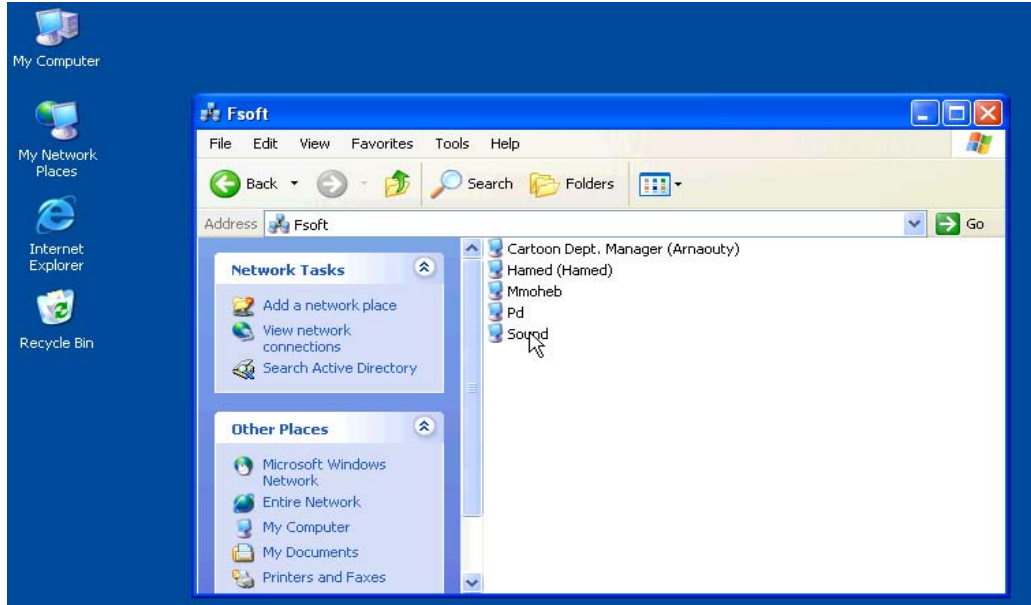 My Computer
My Network
Places
Internet
Explorer
Recycle Bin
Fsoft
File Edit View Favorites Tools Help
Back Search Folders
Address Fsoft Go
Network Tasks
Add a network place
View network
connections
Search Active Directory
Other Places
Microsoft Windows
Network
Entire Network
My Computer
My Documents
Printers and Faxes
Cartoon Dept. Manager (Arnaouty)
Hamed (Hamed)
Mmoheb
Pd
Sound